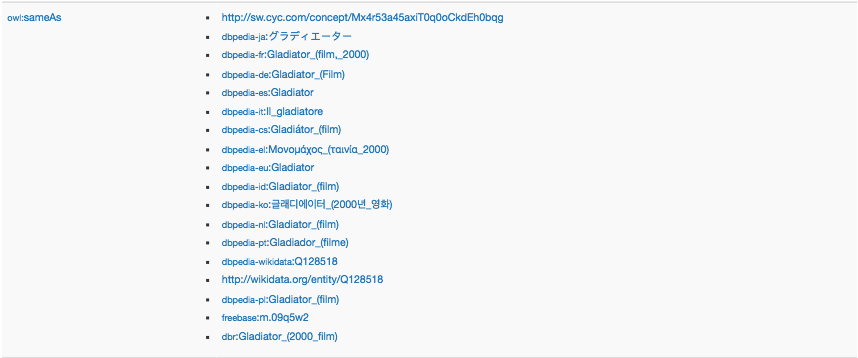 owl:sameAs
http://sw.cyc.com/concept/Mx4r53a45axiT0q0oCkdEh0bqg
dbpedia-ja:グラディエーター
dbpedia-fr:Gladiator_(film,_2000)
dbpedia-de:Gladiator_(Film)
dbpedia-es:Gladiator
dbpedia-it:Il_gladiatore
dbpedia-cs:Gladiátor_(film)
dbpedia-el:Μονομάχος_(ταινία_2000)
dbpedia-eu:Gladiator
dbpedia-id:Gladiator_(film)
dbpedia-ko:글래디에이터_(2000년_영화)
dbpedia-nl:Gladiator_(film)
dbpedia-pt:Gladiador_(filme)
dbpedia-wikidata:Q128518
http://wikidata.org/entity/Q128518
dbpedia-pl:Gladiator_(film)
freebase:m.09q5w2
dbr:Gladiator_(2000_film)